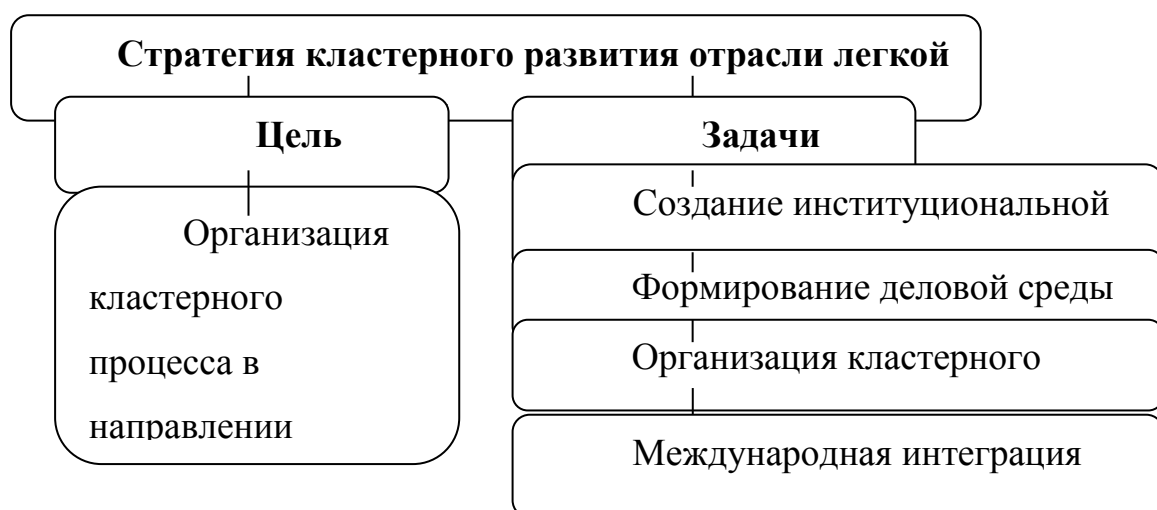 Стратегия кластерного развития отрасли легкой
Цель
Организация
кластерного
процесса в
направлении
Задачи
Создание институциональной
Формирование деловой среды
Организация кластерного
Международная интеграция